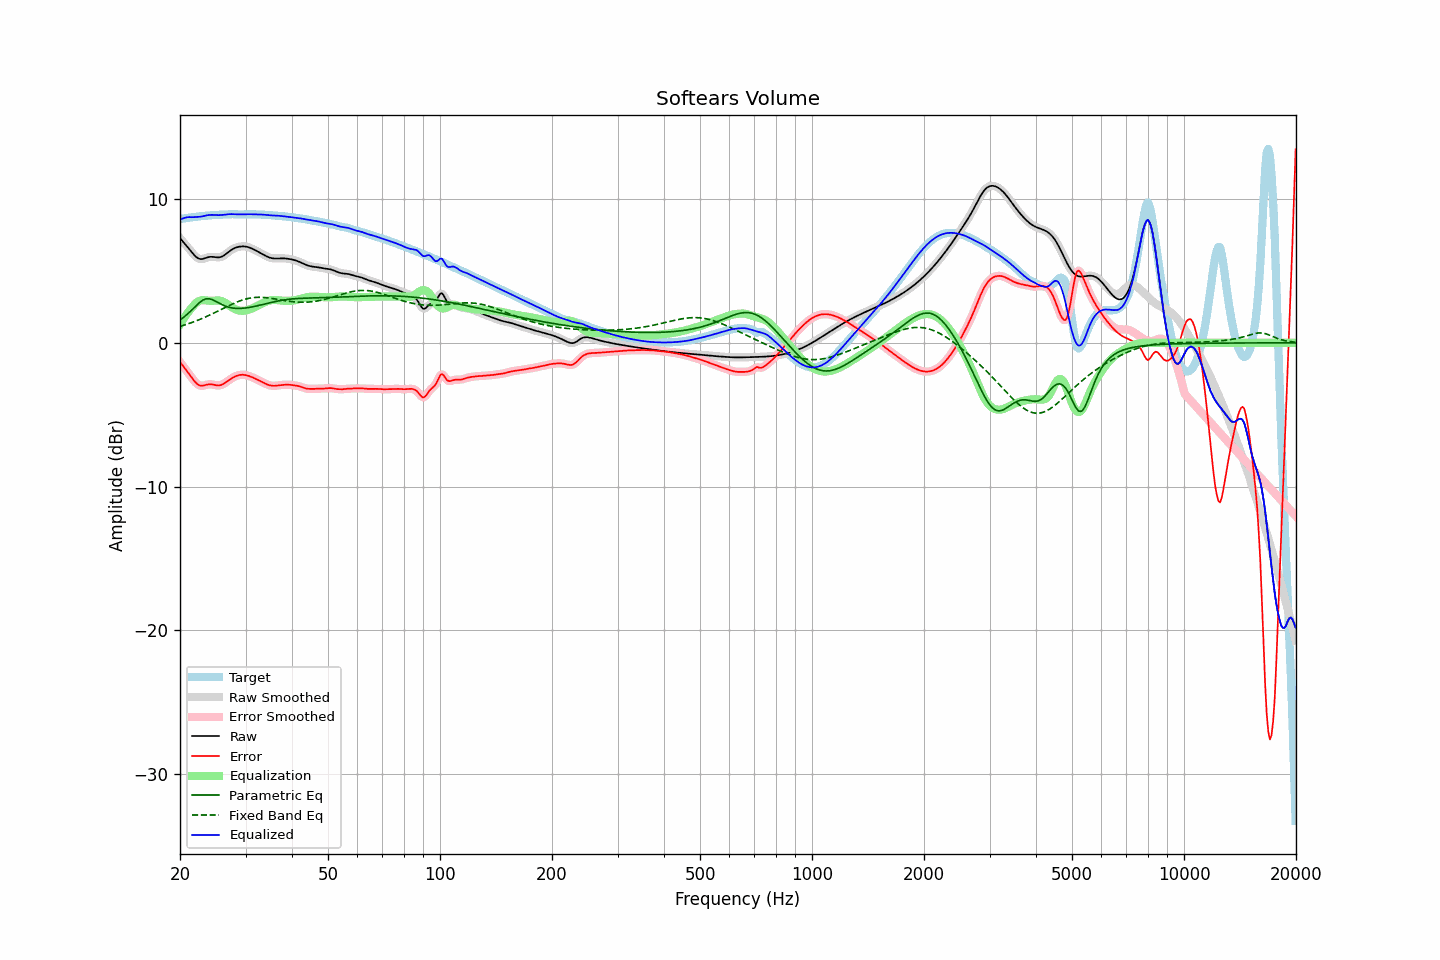 Softears Volume
Amplitude (dBr)
10
0
−10
−20
−30
Target
Raw Smoothed
Error Smoothed
Raw
Error
Equalization
Parametric Eq
Fixed Band Eq
Equalized
20 50 100 200 500 1000 2000 5000 10000 20000
Frequency (Hz)